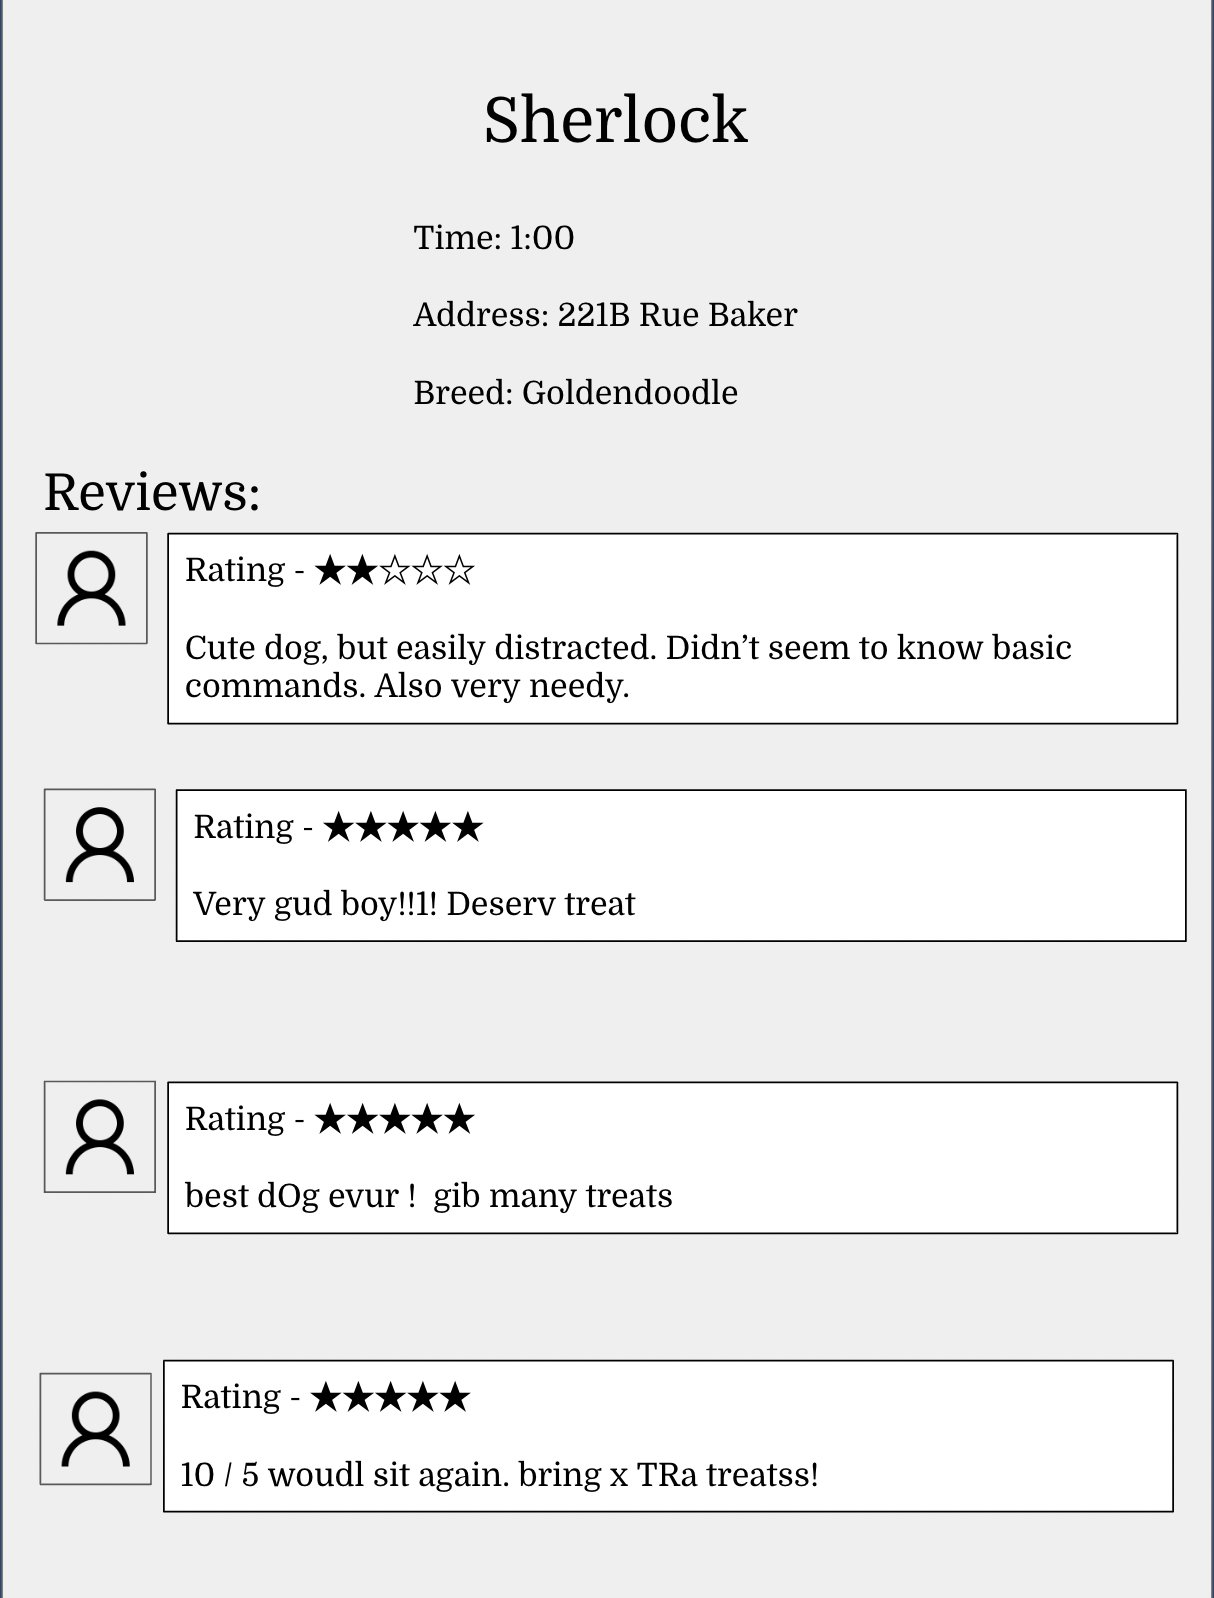 Sherlock
Time: 1:00
Address: 221B Rue Baker
Breed: Goldendoodle
Reviews:
Rating - ★★☆☆☆
Cute dog, but easily distracted. Didn’t seem to know basic
commands. Also very needy.
Rating - ★★★★★
Very gud boy!!1! Deserv treat
Rating - ★★★★★
best dOg evur !  gib many treats
Rating - ★★★★★
10 / 5 woudl sit again. bring x TRa treatss!